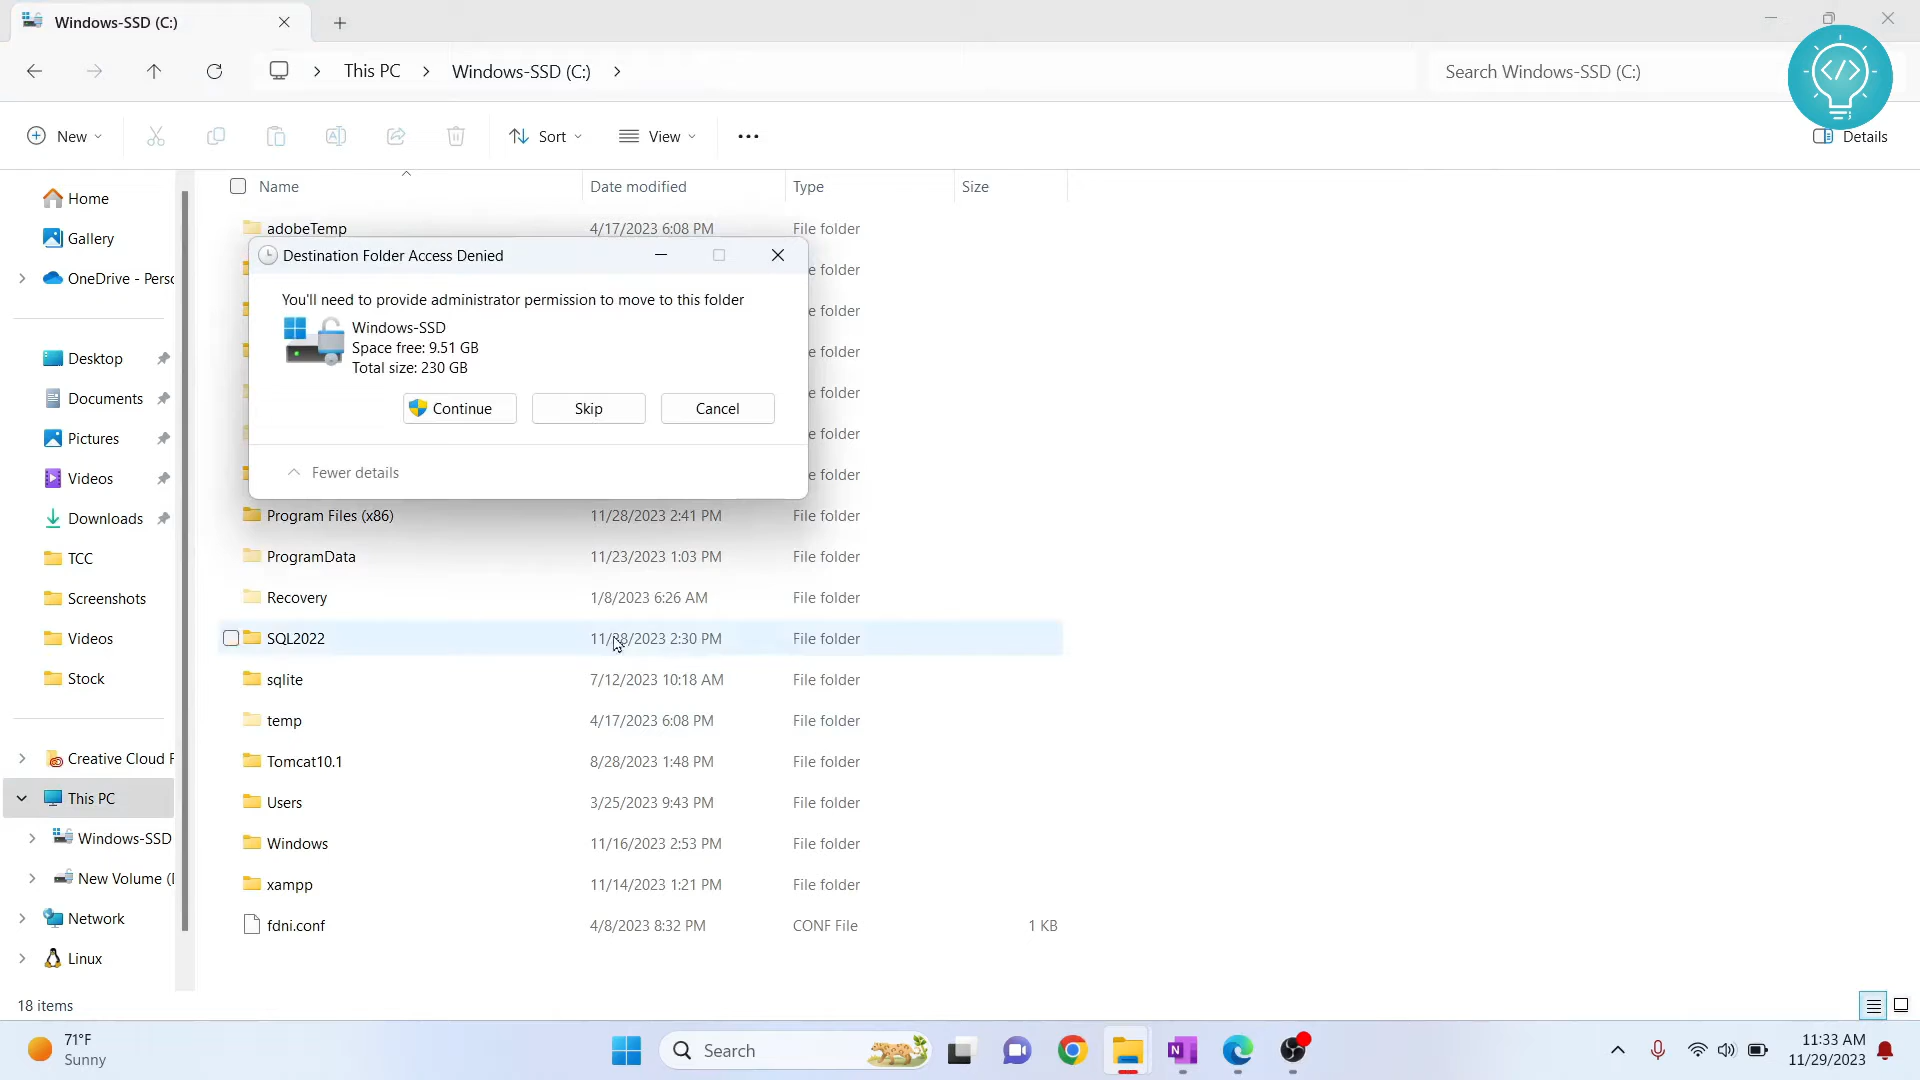 Windows-SSD (C:)
This PC
Windows-SSD (C:)
Search Windows-SSD (C:)
New
Sort
View
Details
Home
Gallery
OneDrive - Perso
Desktop
Documents
Pictures
Videos
Downloads
TCC
Screenshots
Videos
Stock
Creative Cloud F
This PC
Windows-SSD
New Volume (
Network
Linux
Name Date modified Type Size
adobeTemp 4/17/2023 6:08 PM File folder
e folder
e folder
e folder
e folder
e folder
e folder
Destination Folder Access Denied
You'll need to provide administrator permission to move to this folder
Windows-SSD
Space free: 9.51 GB
Total size: 230 GB
Continue Skip Cancel
Fewer details
Program Files (x86) 11/28/2023 2:41 PM File folder
ProgramData 11/23/2023 1:03 PM File folder
Recovery 1/8/2023 6:26 AM File folder
SQL2022 11/28/2023 2:30 PM File folder
sqlite 7/12/2023 10:18 AM File folder
temp 4/17/2023 6:08 PM File folder
Tomcat10.1 8/28/2023 1:48 PM File folder
Users 3/25/2023 9:43 PM File folder
Windows 11/16/2023 2:53 PM File folder
xampp 11/14/2023 1:21 PM File folder
fdni.conf 4/8/2023 8:32 PM CONF File 1 KB
18 items
71°F
Sunny
Search
11:33 AM
11/29/2023